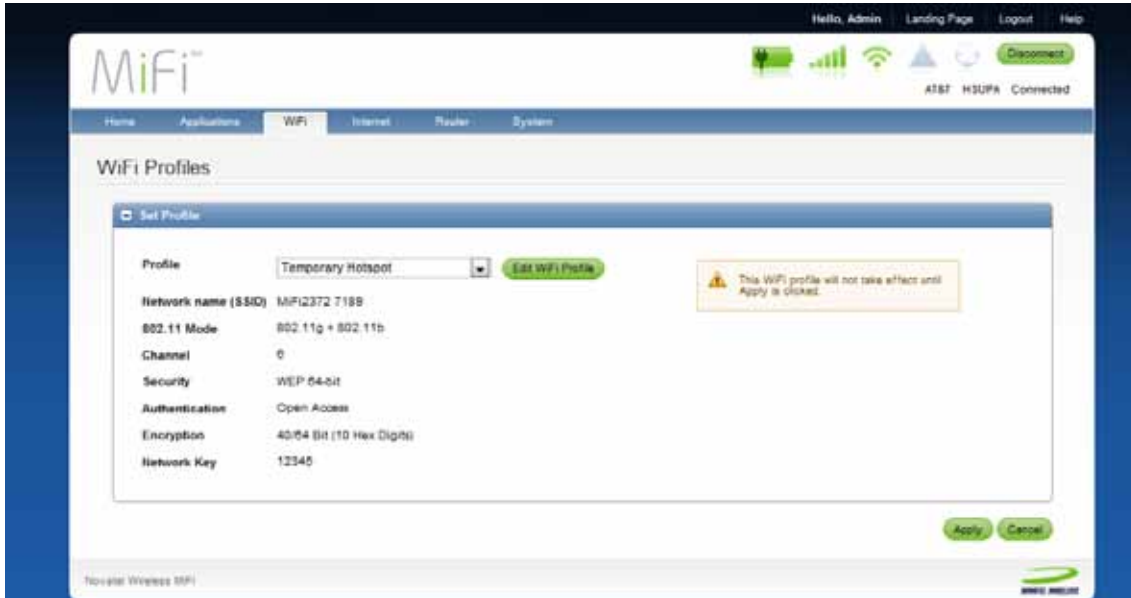 Hello, Admin Landing Page Logout Help
MiFi™
Disconnect
AT&T HSUPA Connected
Home Applications WiFi Internet Router System
WiFi Profiles
Set Profile
Profile Temporary Hotspot Edit WiFi Profile
This WiFi profile will not take effect until
Apply is clicked.
Network name (SSID) MiFi2372 7189
802.11 Mode 802.11g + 802.11b
Channel 6
Security WEP 64-bit
Authentication Open Access
Encryption 40/64 Bit (10 Hex Digits)
Network Key 12345
Apply Cancel
Novatel Wireless MiFi